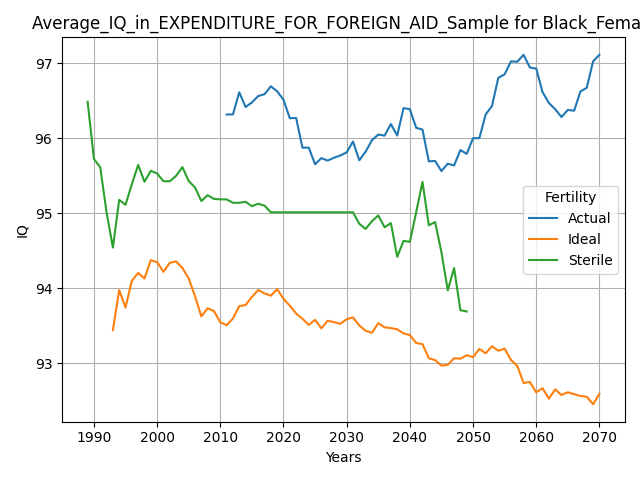 Average_IQ_in_EXPENDITURE_FOR_FOREIGN_AID_Sample for Black_Fema
97
96
95
94
93
IQ
Fertility
Actual
Ideal
Sterile
1990 2000 2010 2020 2030 2040 2050 2060 2070
Years